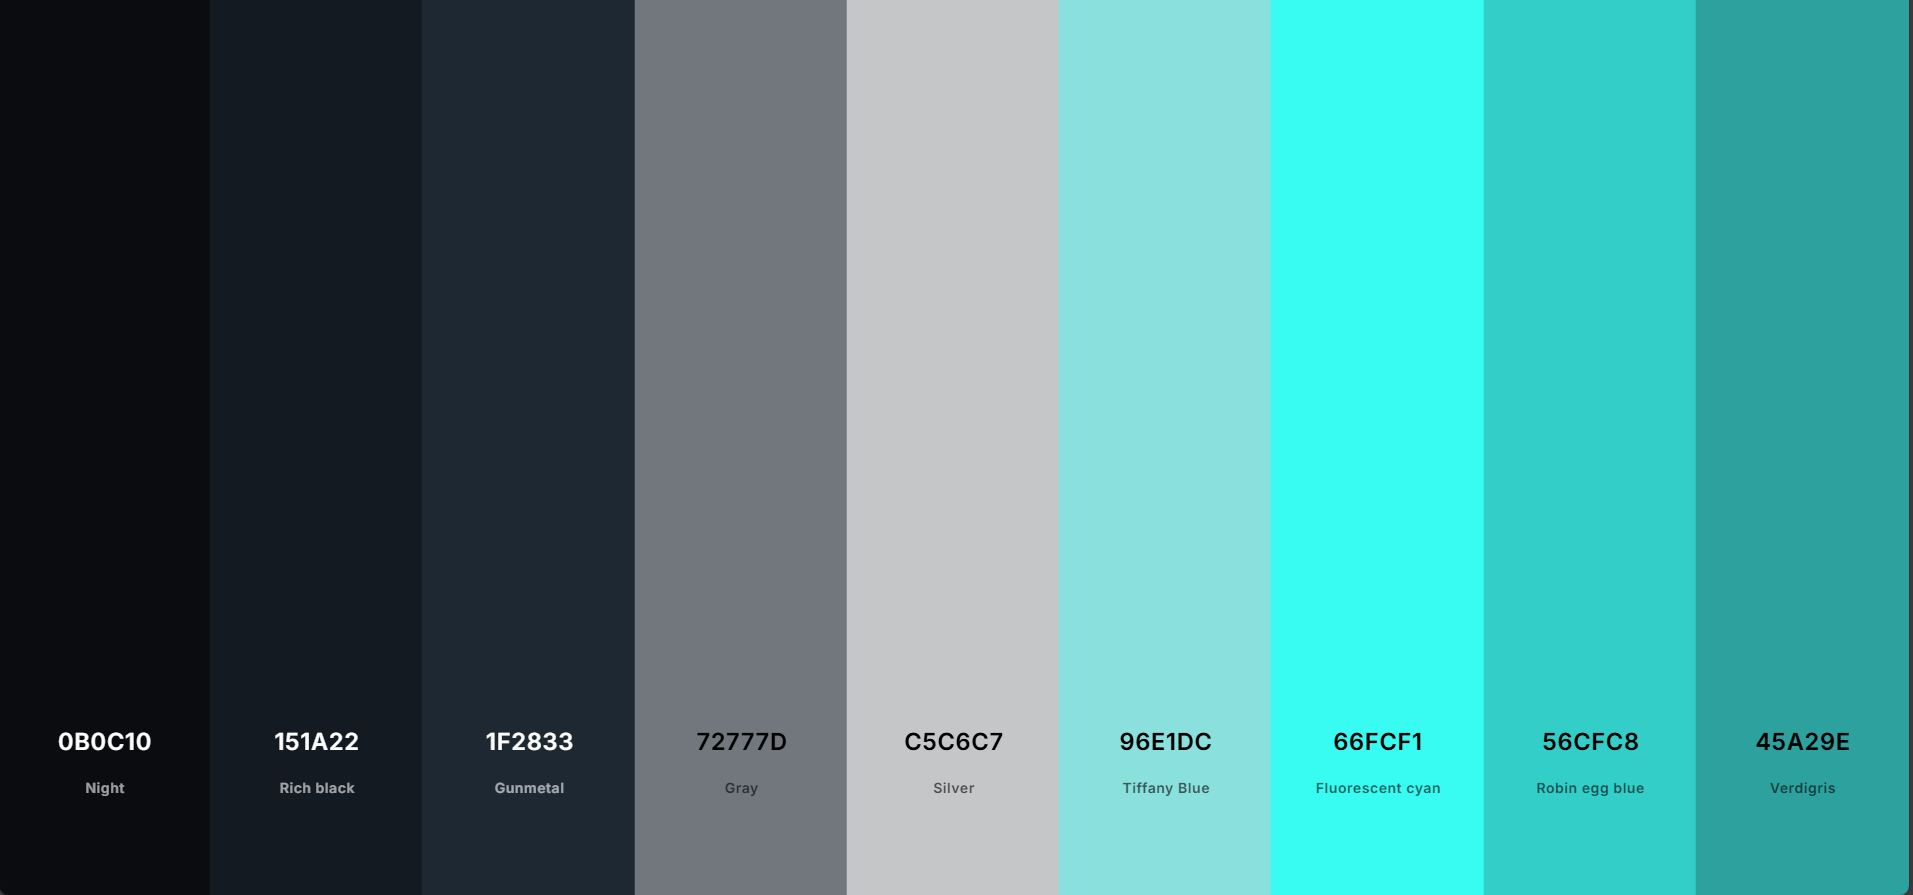 0B0C10
Night
151A22
Rich black
1F2833
Gunmetal
72777D
Gray
C5C6C7
Silver
96E1DC
Tiffany Blue
66FCF1
Fluorescent cyan
56CFC8
Robin egg blue
45A29E
Verdigris